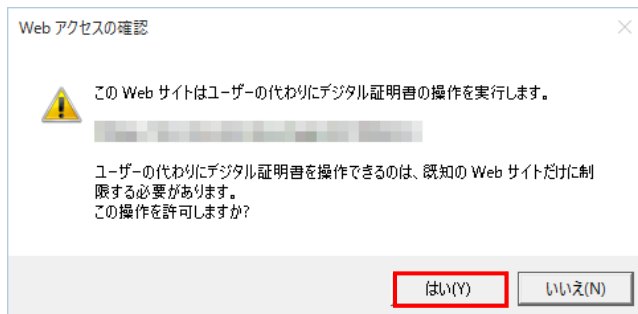 Web アクセスの確認
この Web サイトはユーザーの代わりにデジタル証明書の操作を実行します。
ユーザーの代わりにデジタル証明書を操作できるのは、既知の Web サイトだけに制
限する必要があります。
この操作を許可しますか?
はい(Y)
いいえ(N)